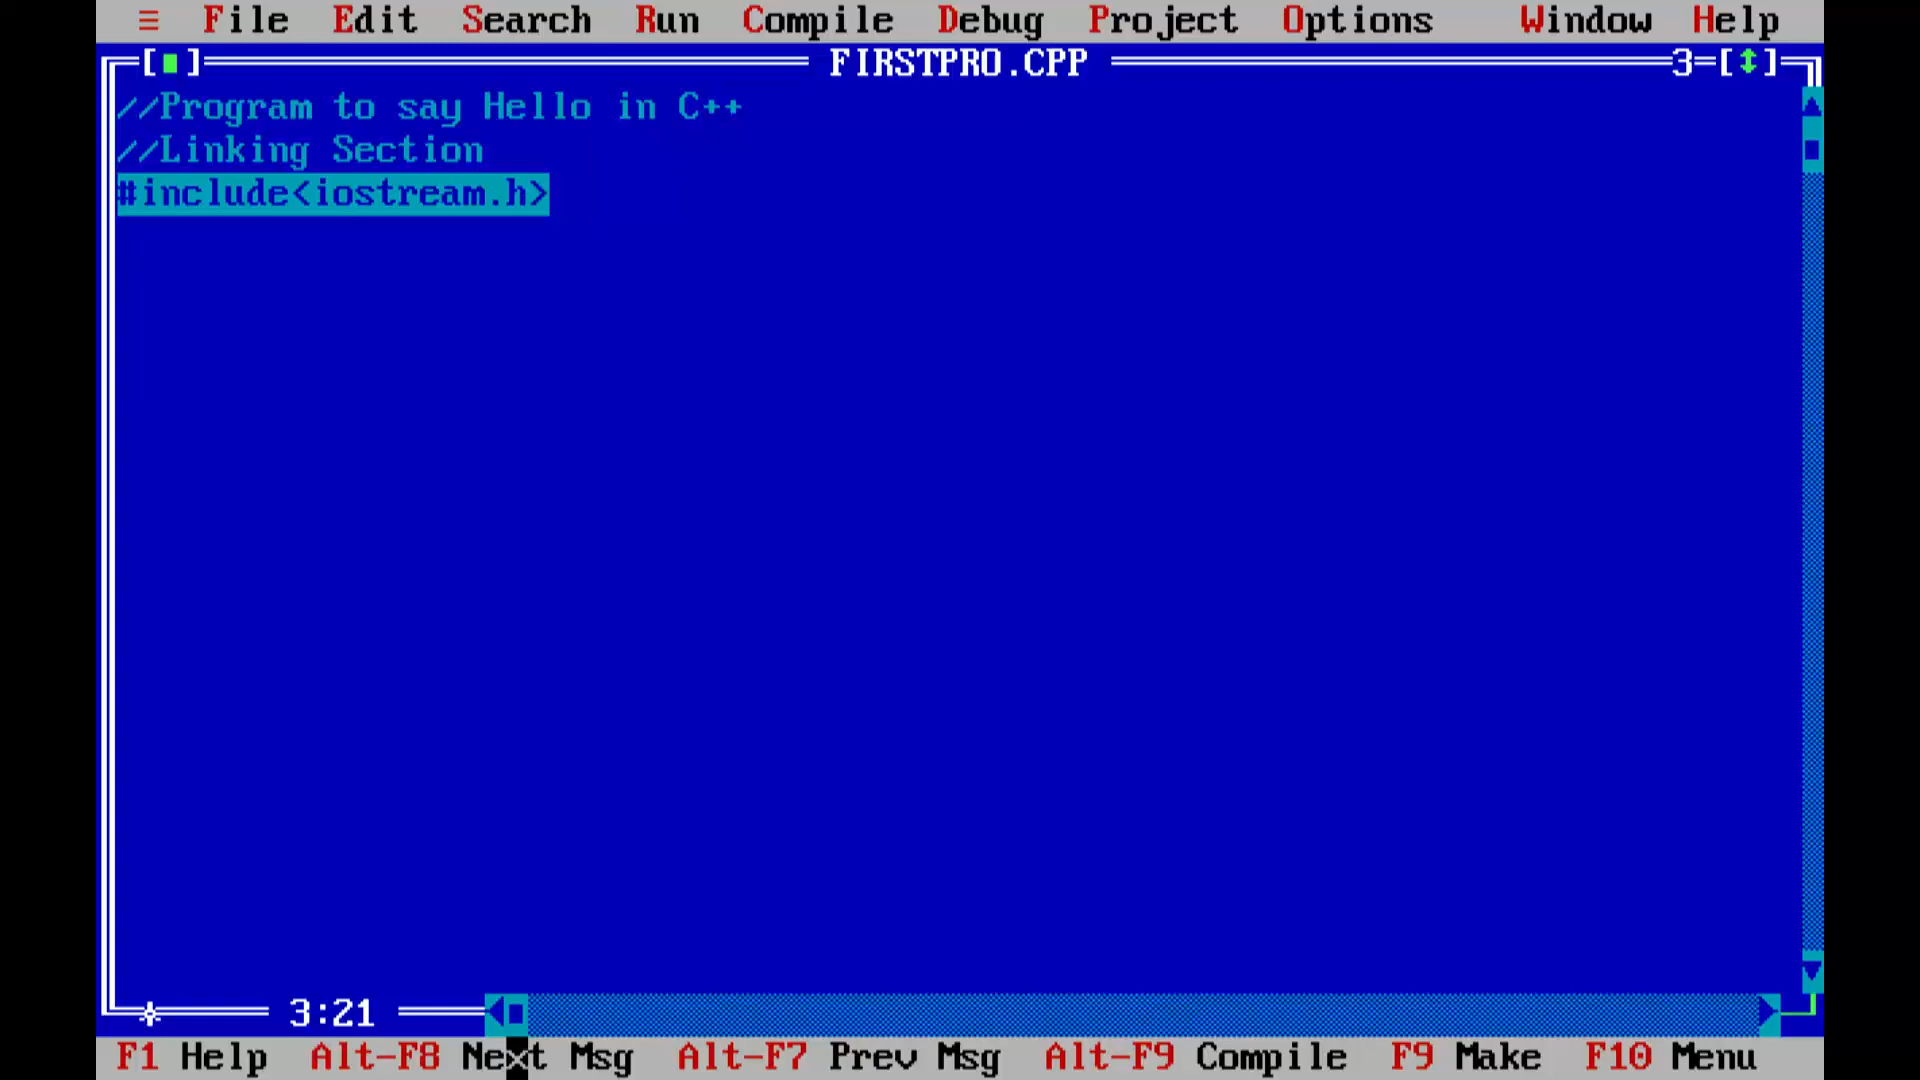 ≡ File Edit Search Run Compile Debug Project Options Window Help
[■] FIRSTPRO.CPP 3=[↕]
//Program to say Hello in C++
//Linking Section
#include<iostream.h>
3:21
F1 Help Alt-F8 Next Msg Alt-F7 Prev Msg Alt-F9 Compile F9 Make F10 Menu